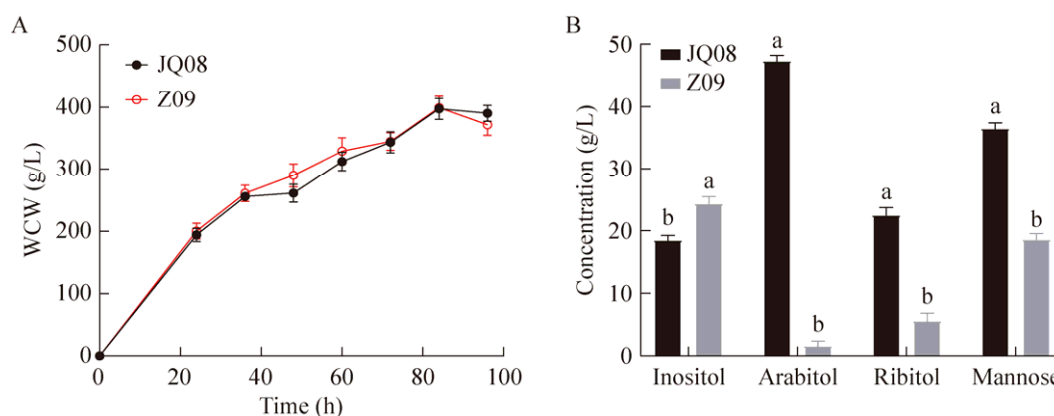 A
500
400
300
200
100
0
WCW (g/L)
JQ08
Z09
0 20 40 60 80 100
Time (h)
B
50
40
30
20
10
0
Concentration (g/L)
JQ08
Z09
b a a b a b a b
Inositol Arabitol Ribitol Mannose